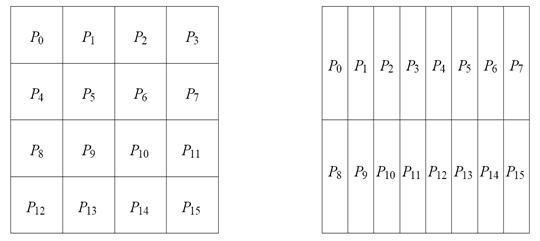 P0 P1 P2 P3
P4 P5 P6 P7
P8 P9 P10 P11
P12 P13 P14 P15
P0 P1 P2 P3 P4 P5 P6 P7
P8 P9 P10 P11 P12 P13 P14 P15